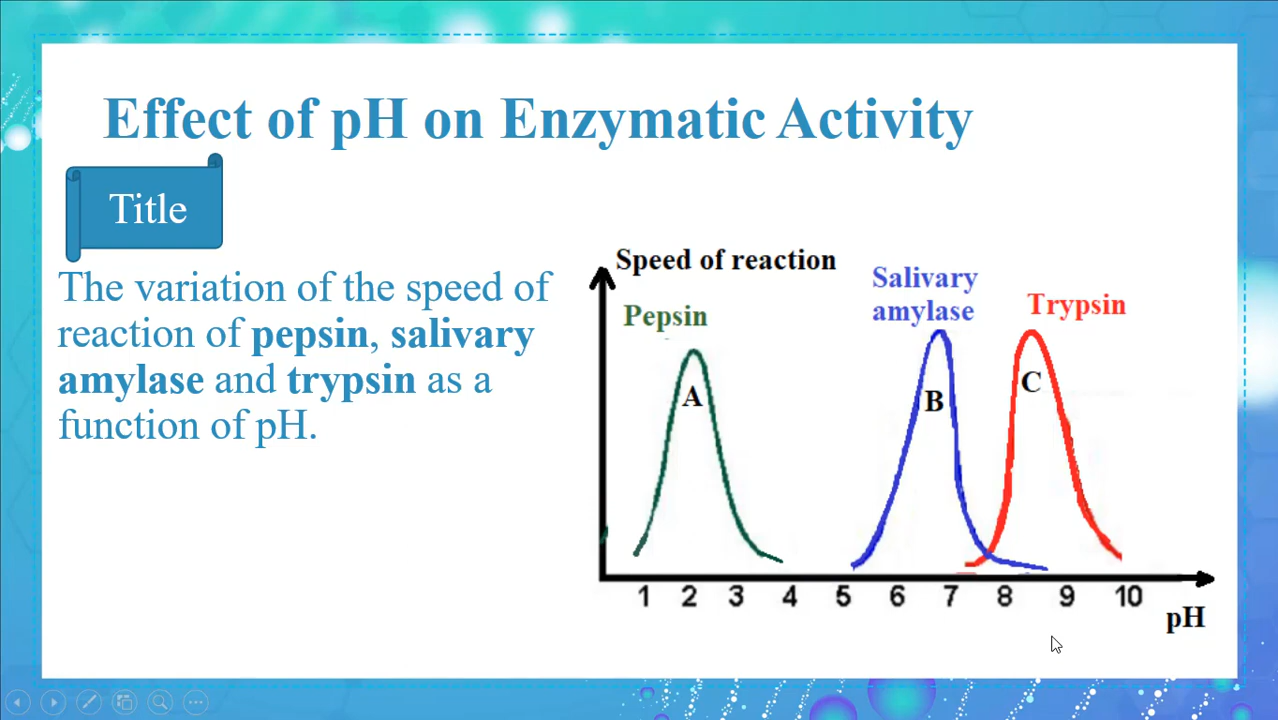 Effect of pH on Enzymatic Activity
Title
The variation of the speed of
reaction of pepsin, salivary
amylase and trypsin as a
function of pH.
Speed of reaction
Pepsin
Salivary
amylase
Trypsin
A
B
C
1 2 3 4 5 6 7 8 9 10
pH